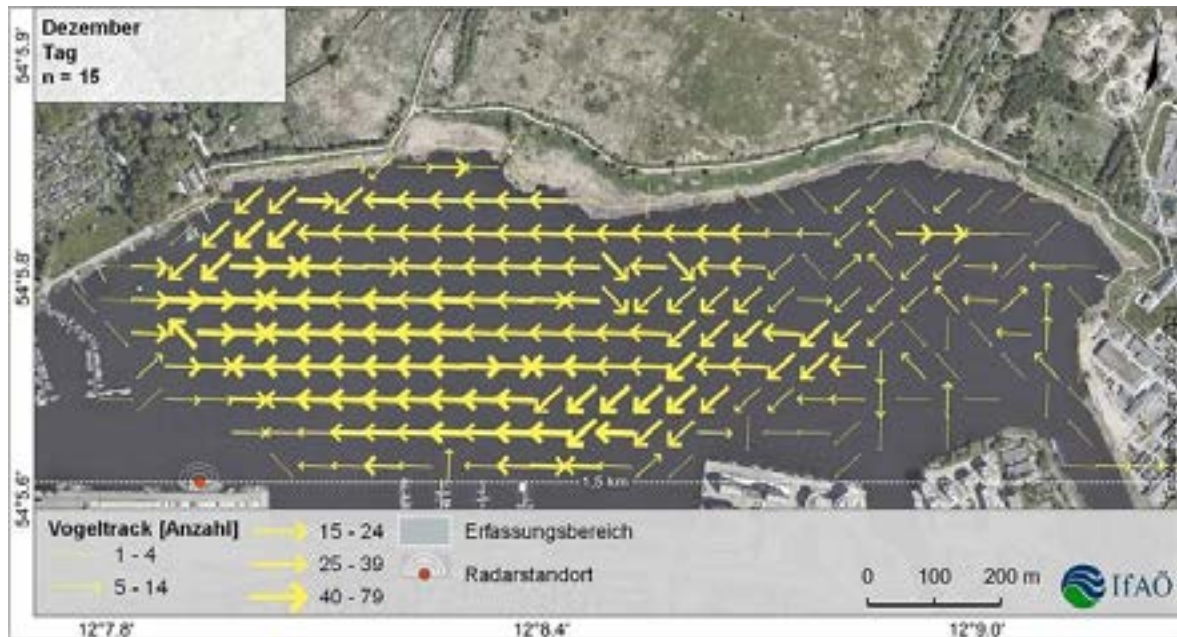 Dezember
Tag
n = 15
54°5.9'
54°5.8'
54°5.6'
1,5 km
Vogeltrack [Anzahl]
1 - 4
5 - 14
15 - 24
25 - 39
40 - 79
Erfassungsbereich
Radarstandort
0 100 200 m
IfAÖ
12°7.8' 12°8.4' 12°9.0'